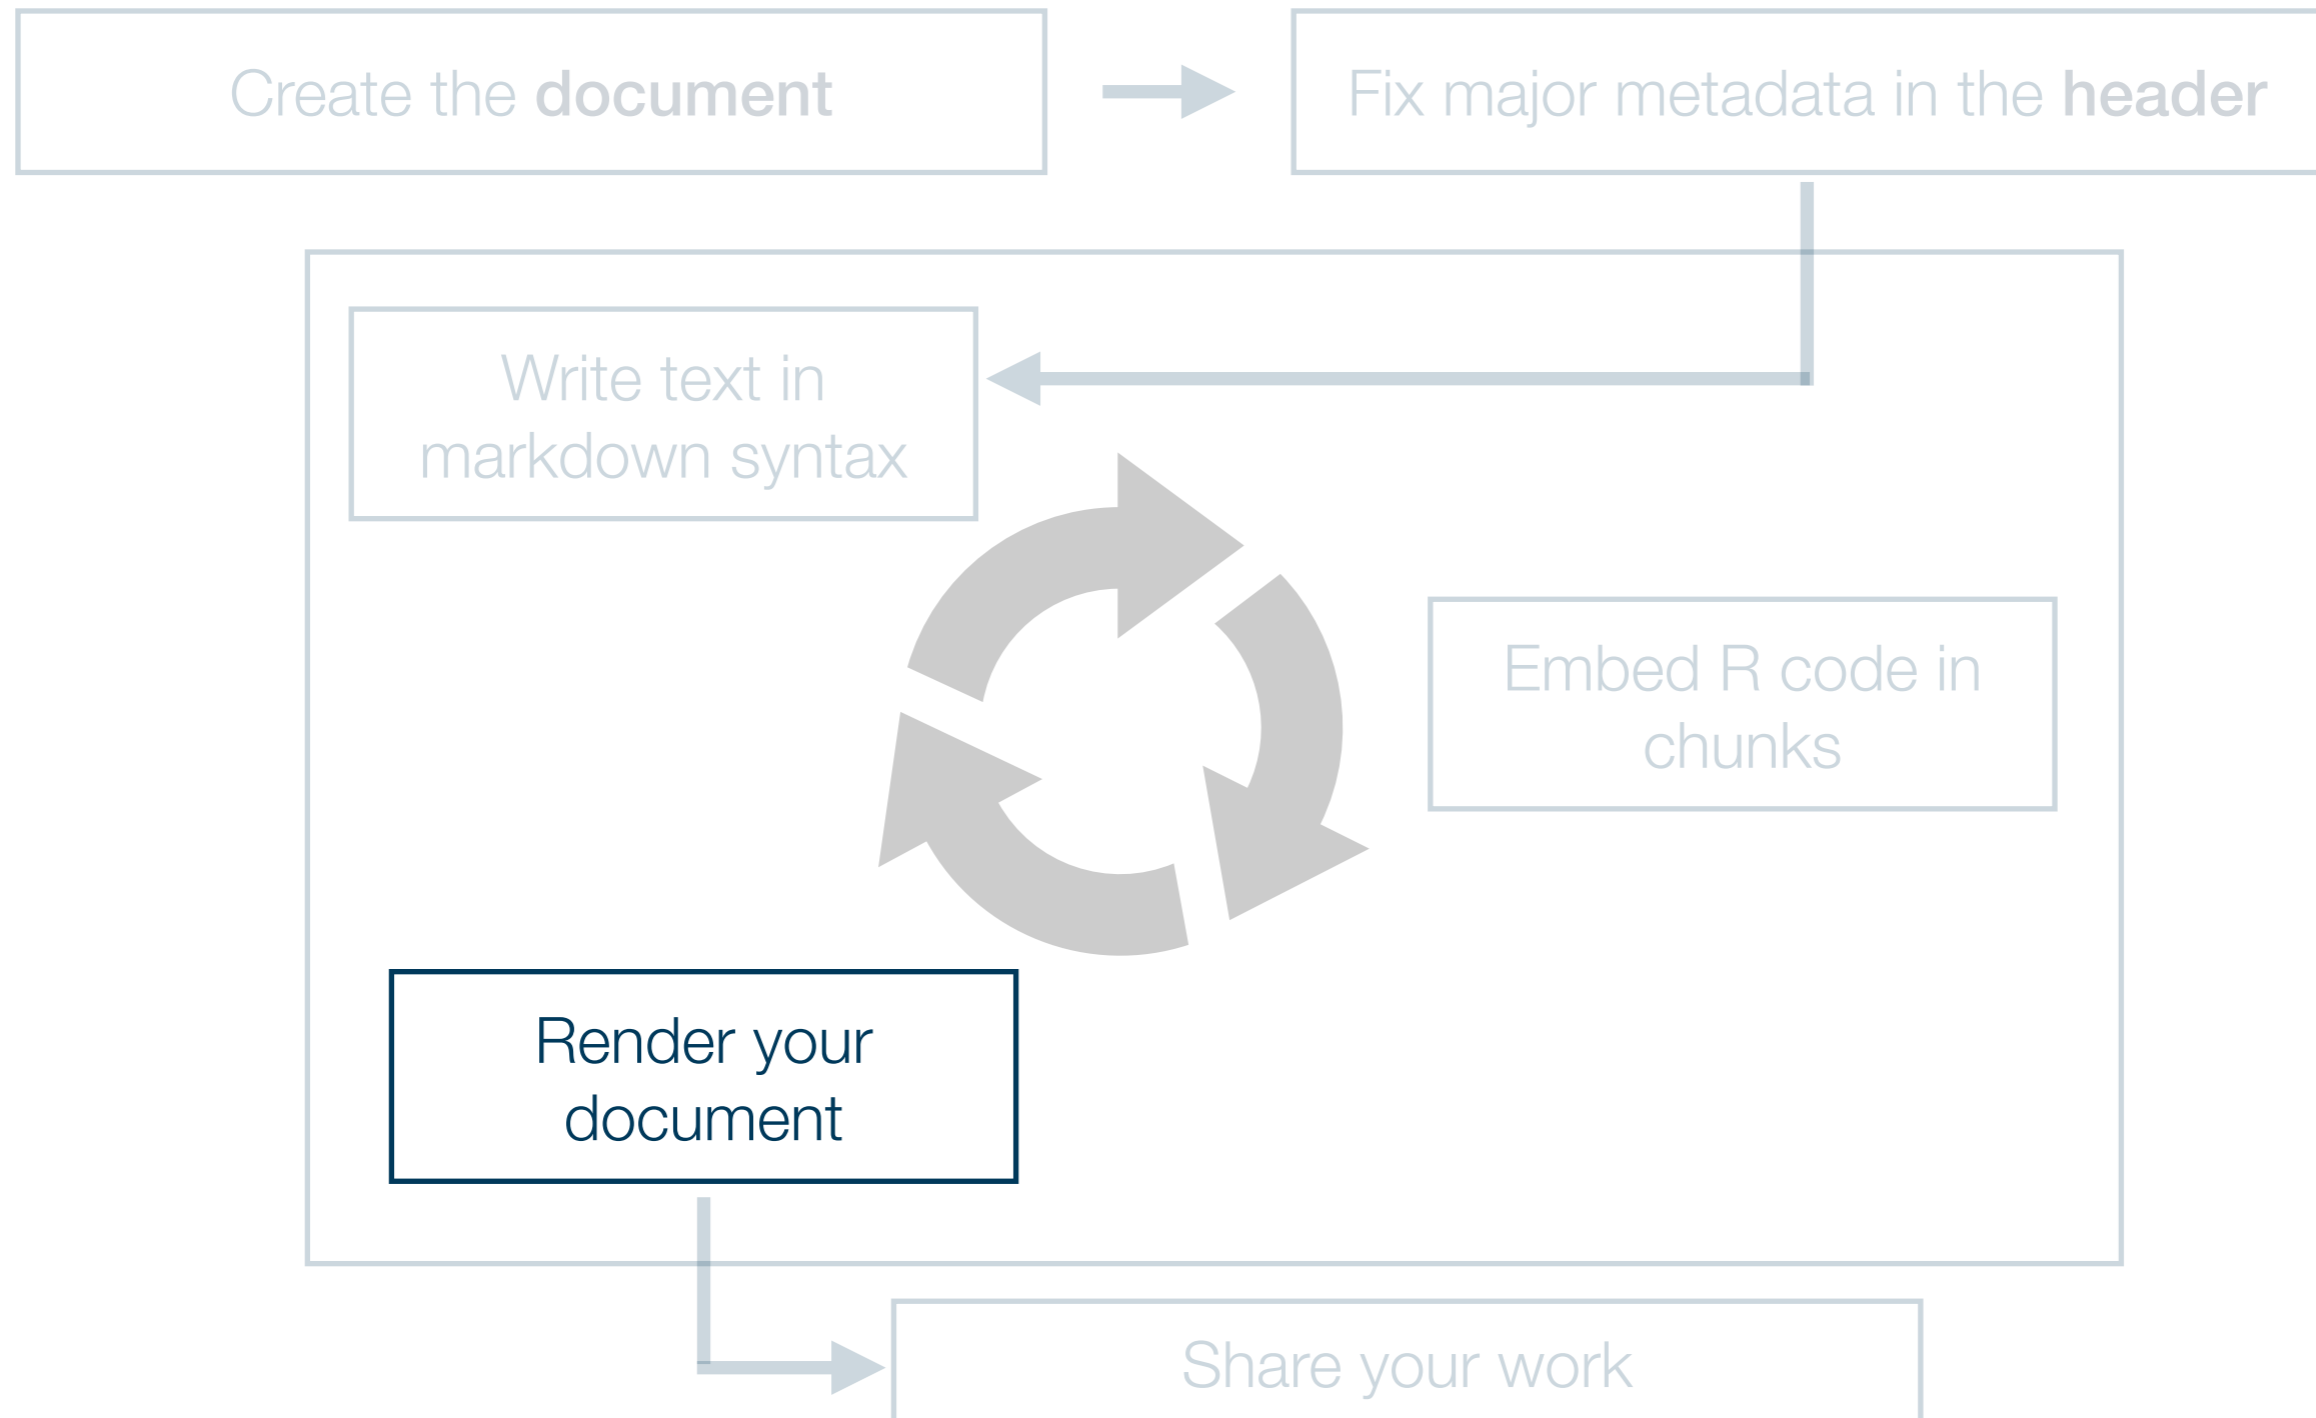 Create the document
Fix major metadata in the header
Write text in
markdown syntax
Embed R code in
chunks
Render your
document
Share your work